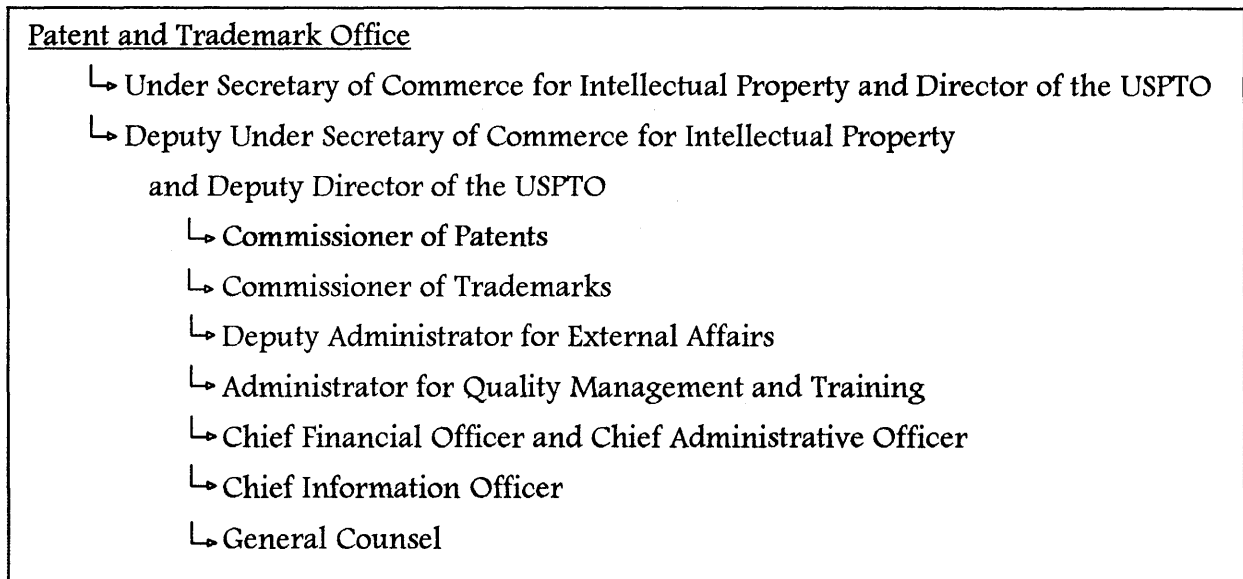 Patent and Trademark Office
Under Secretary of Commerce for Intellectual Property and Director of the USPTO
Deputy Under Secretary of Commerce for Intellectual Property
and Deputy Director of the USPTO
Commissioner of Patents
Commissioner of Trademarks
Deputy Administrator for External Affairs
Administrator for Quality Management and Training
Chief Financial Officer and Chief Administrative Officer
Chief Information Officer
General Counsel